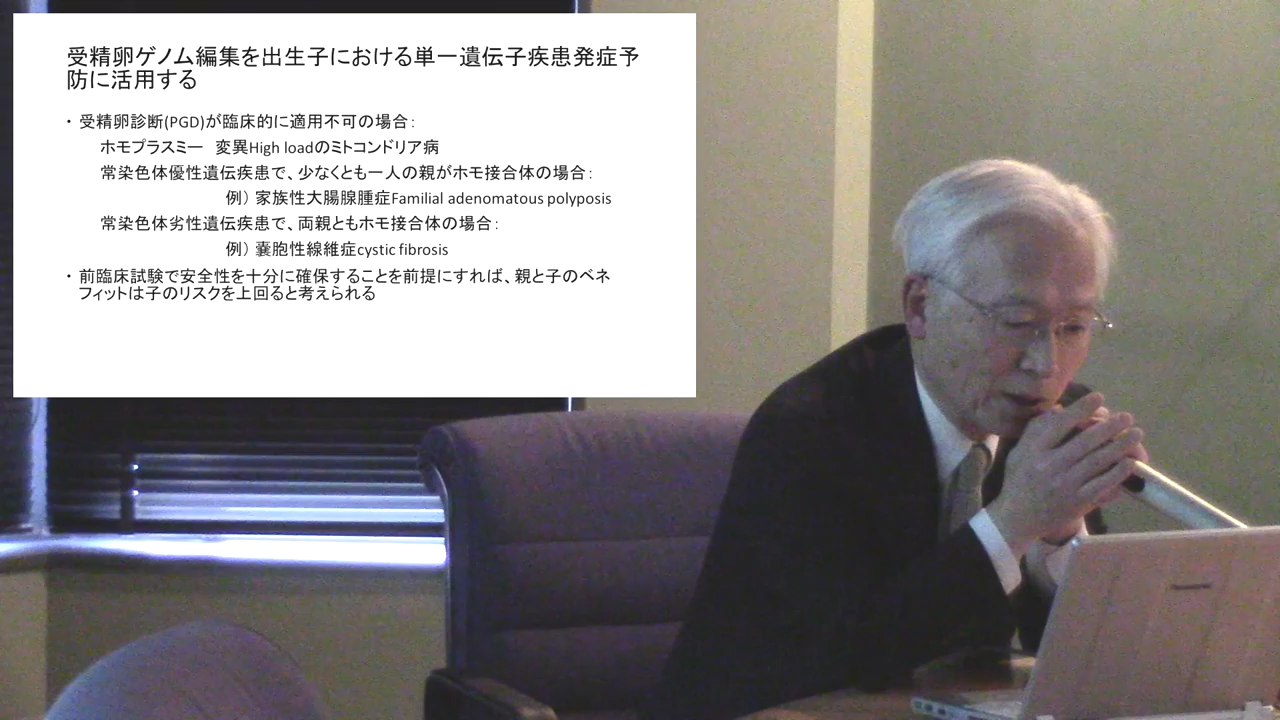 受精卵ゲノム編集を出生子における単一遺伝子疾患発症予
防に活用する
・受精卵診断(PGD)が臨床的に適用不可の場合：
ホモプラスミー　変異High loadのミトコンドリア病
常染色体優性遺伝疾患で、少なくとも一人の親がホモ接合体の場合：
例）家族性大腸腺腫症Familial adenomatous polyposis
常染色体劣性遺伝疾患で、両親ともホモ接合体の場合：
例）嚢胞性線維症cystic fibrosis
・前臨床試験で安全性を十分に確保することを前提にすれば、親と子のベネ
フィットは子のリスクを上回ると考えられる